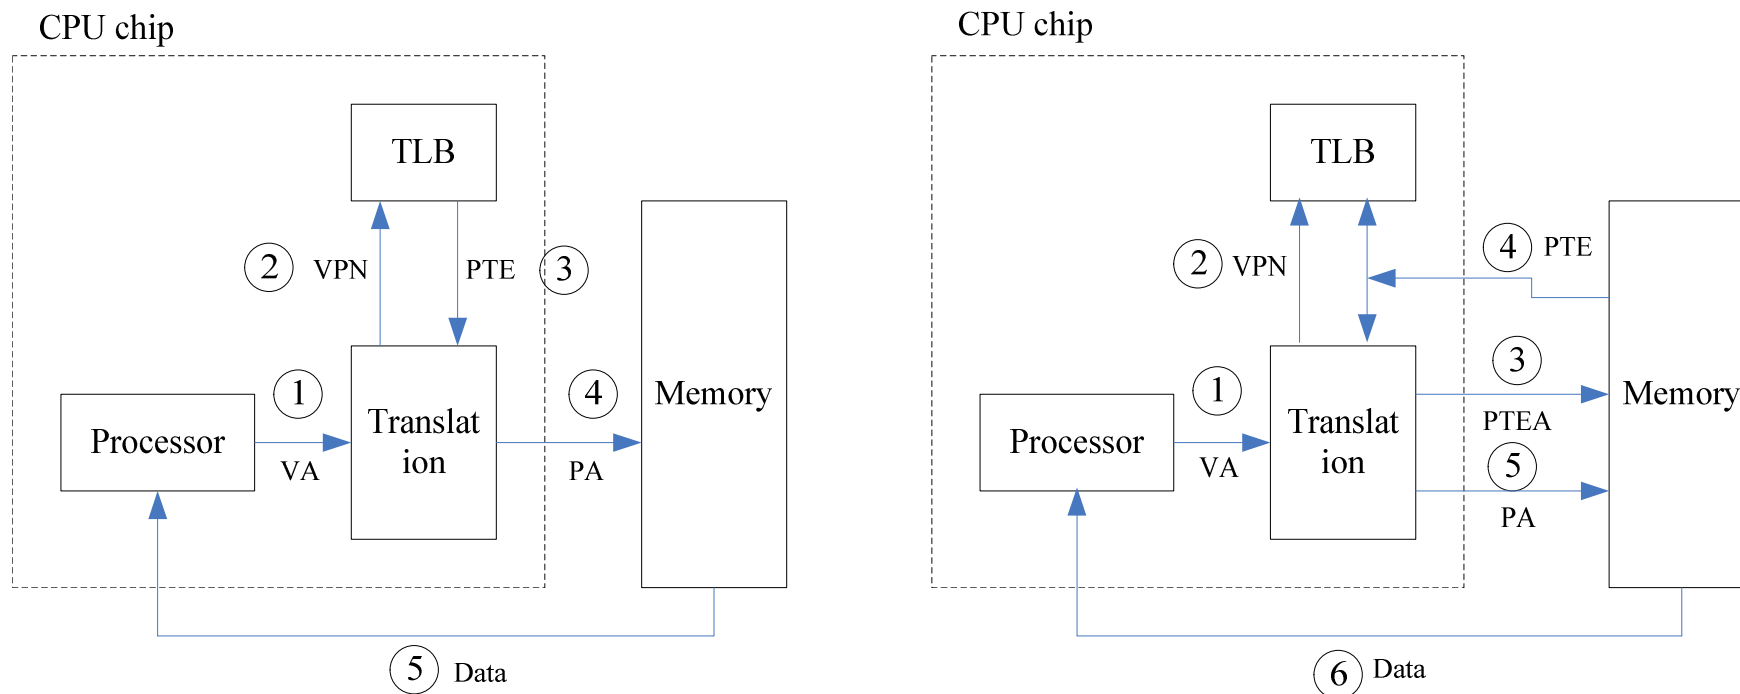 CPU chip
TLB
2
VPN
PTE
3
1
4
Processor
Translat
ion
Memory
VA
PA
5
Data
CPU chip
TLB
2
VPN
4
PTE
1
3
Processor
Translat
ion
Memory
VA
PTEA
5
PA
6
Data